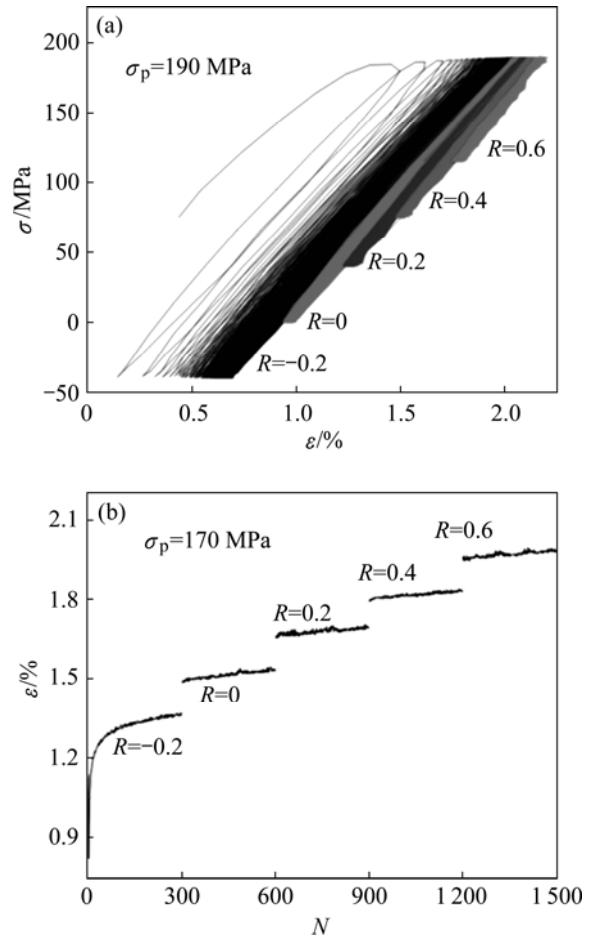 (a)
σp=190 MPa
200
150
100
50
0
−50
σ/MPa
R=0.6
R=0.4
R=0.2
R=0
R=−0.2
0 0.5 1.0 1.5 2.0
ε/%
(b)
σp=170 MPa
2.1
1.8
1.5
1.2
0.9
ε/%
R=0.6
R=0.4
R=0.2
R=0
R=−0.2
0 300 600 900 1 200 1 500
N